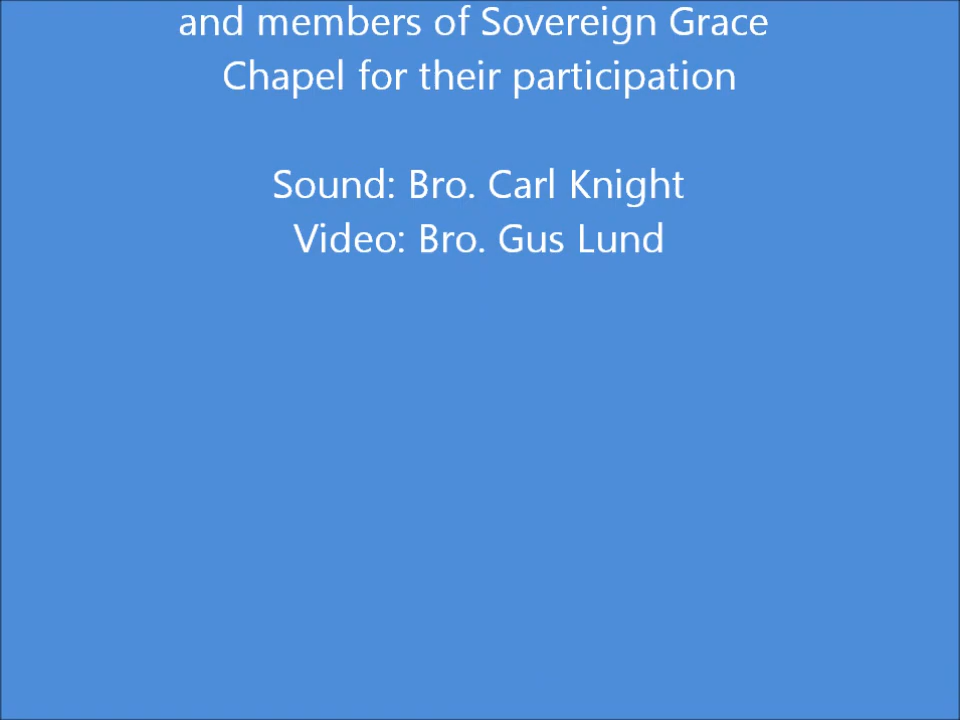 and members of Sovereign Grace
Chapel for their participation
Sound: Bro. Carl Knight
Video: Bro. Gus Lund